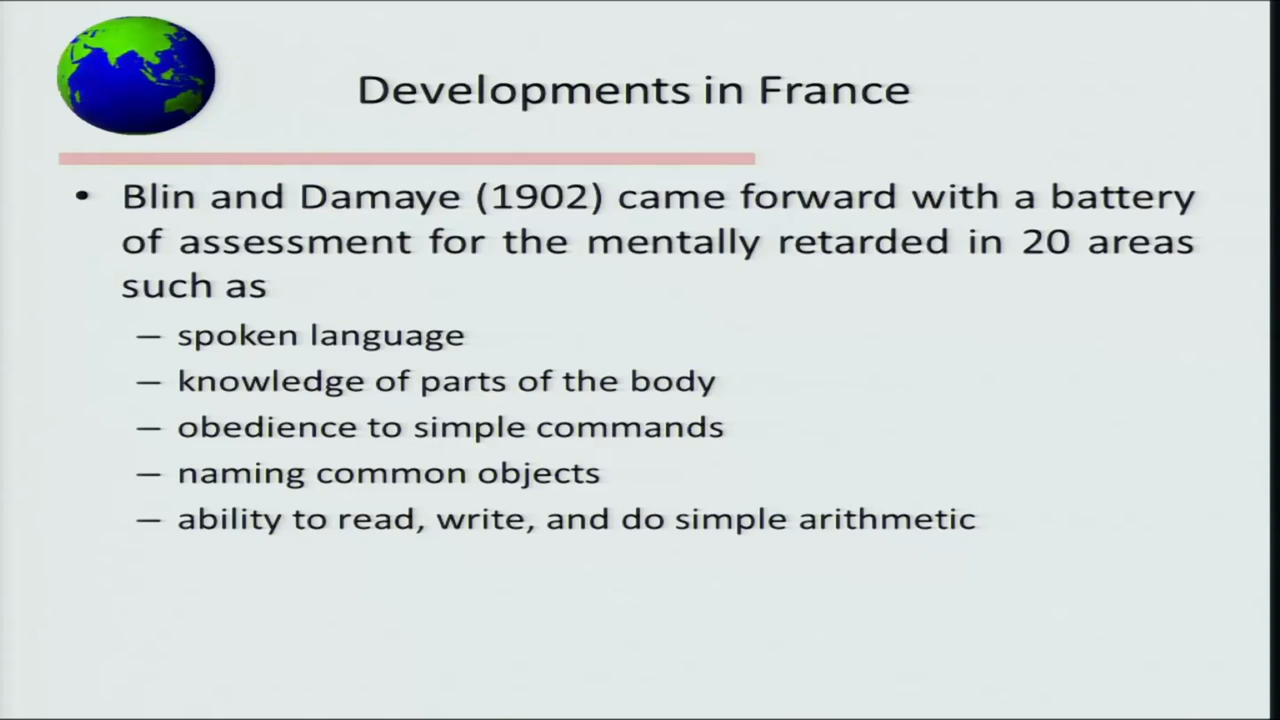 Developments in France
• Blin and Damaye (1902) came forward with a battery
of assessment for the mentally retarded in 20 areas
such as
– spoken language
– knowledge of parts of the body
– obedience to simple commands
– naming common objects
– ability to read, write, and do simple arithmetic